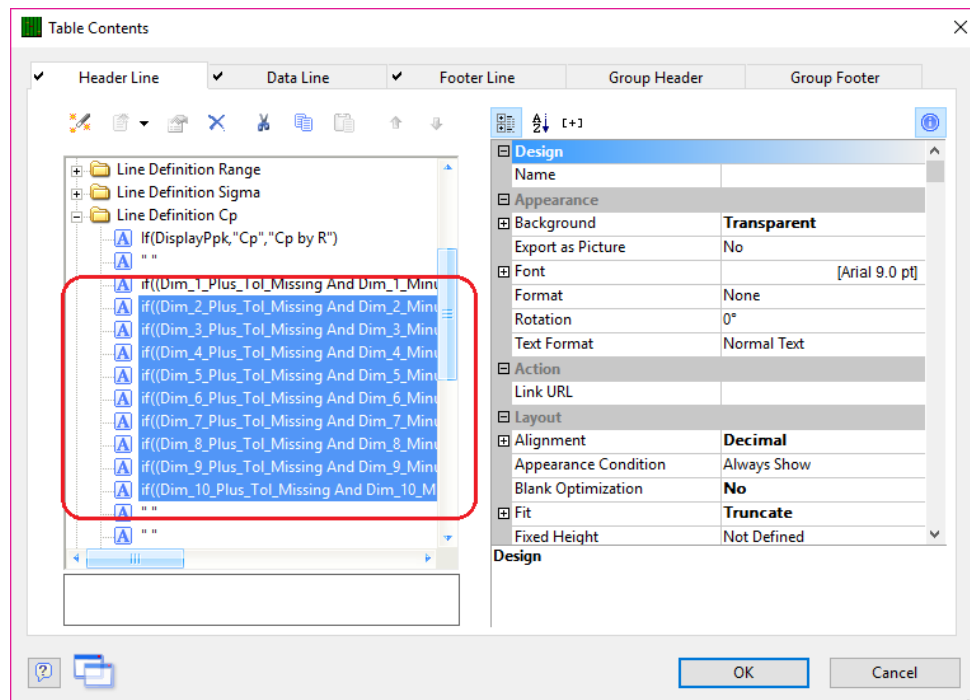 Table Contents
Header Line
Data Line
Footer Line
Group Header
Group Footer
Line Definition Range
Line Definition Sigma
Line Definition Cp
If(DisplayPpk,"Cp","Cp by R")
" "
if((Dim_1_Plus_Tol_Missing And Dim_1_Minu
if((Dim_2_Plus_Tol_Missing And Dim_2_Minu
if((Dim_3_Plus_Tol_Missing And Dim_3_Minu
if((Dim_4_Plus_Tol_Missing And Dim_4_Minu
if((Dim_5_Plus_Tol_Missing And Dim_5_Minu
if((Dim_6_Plus_Tol_Missing And Dim_6_Minu
if((Dim_7_Plus_Tol_Missing And Dim_7_Minu
if((Dim_8_Plus_Tol_Missing And Dim_8_Minu
if((Dim_9_Plus_Tol_Missing And Dim_9_Minu
if((Dim_10_Plus_Tol_Missing And Dim_10_M
" "
" "
Design
Name
Appearance
Background Transparent
Export as Picture No
Font [Arial 9.0 pt]
Format None
Rotation 0°
Text Format Normal Text
Action
Link URL
Layout
Alignment Decimal
Appearance Condition Always Show
Blank Optimization No
Fit Truncate
Fixed Height Not Defined
Design
OK
Cancel